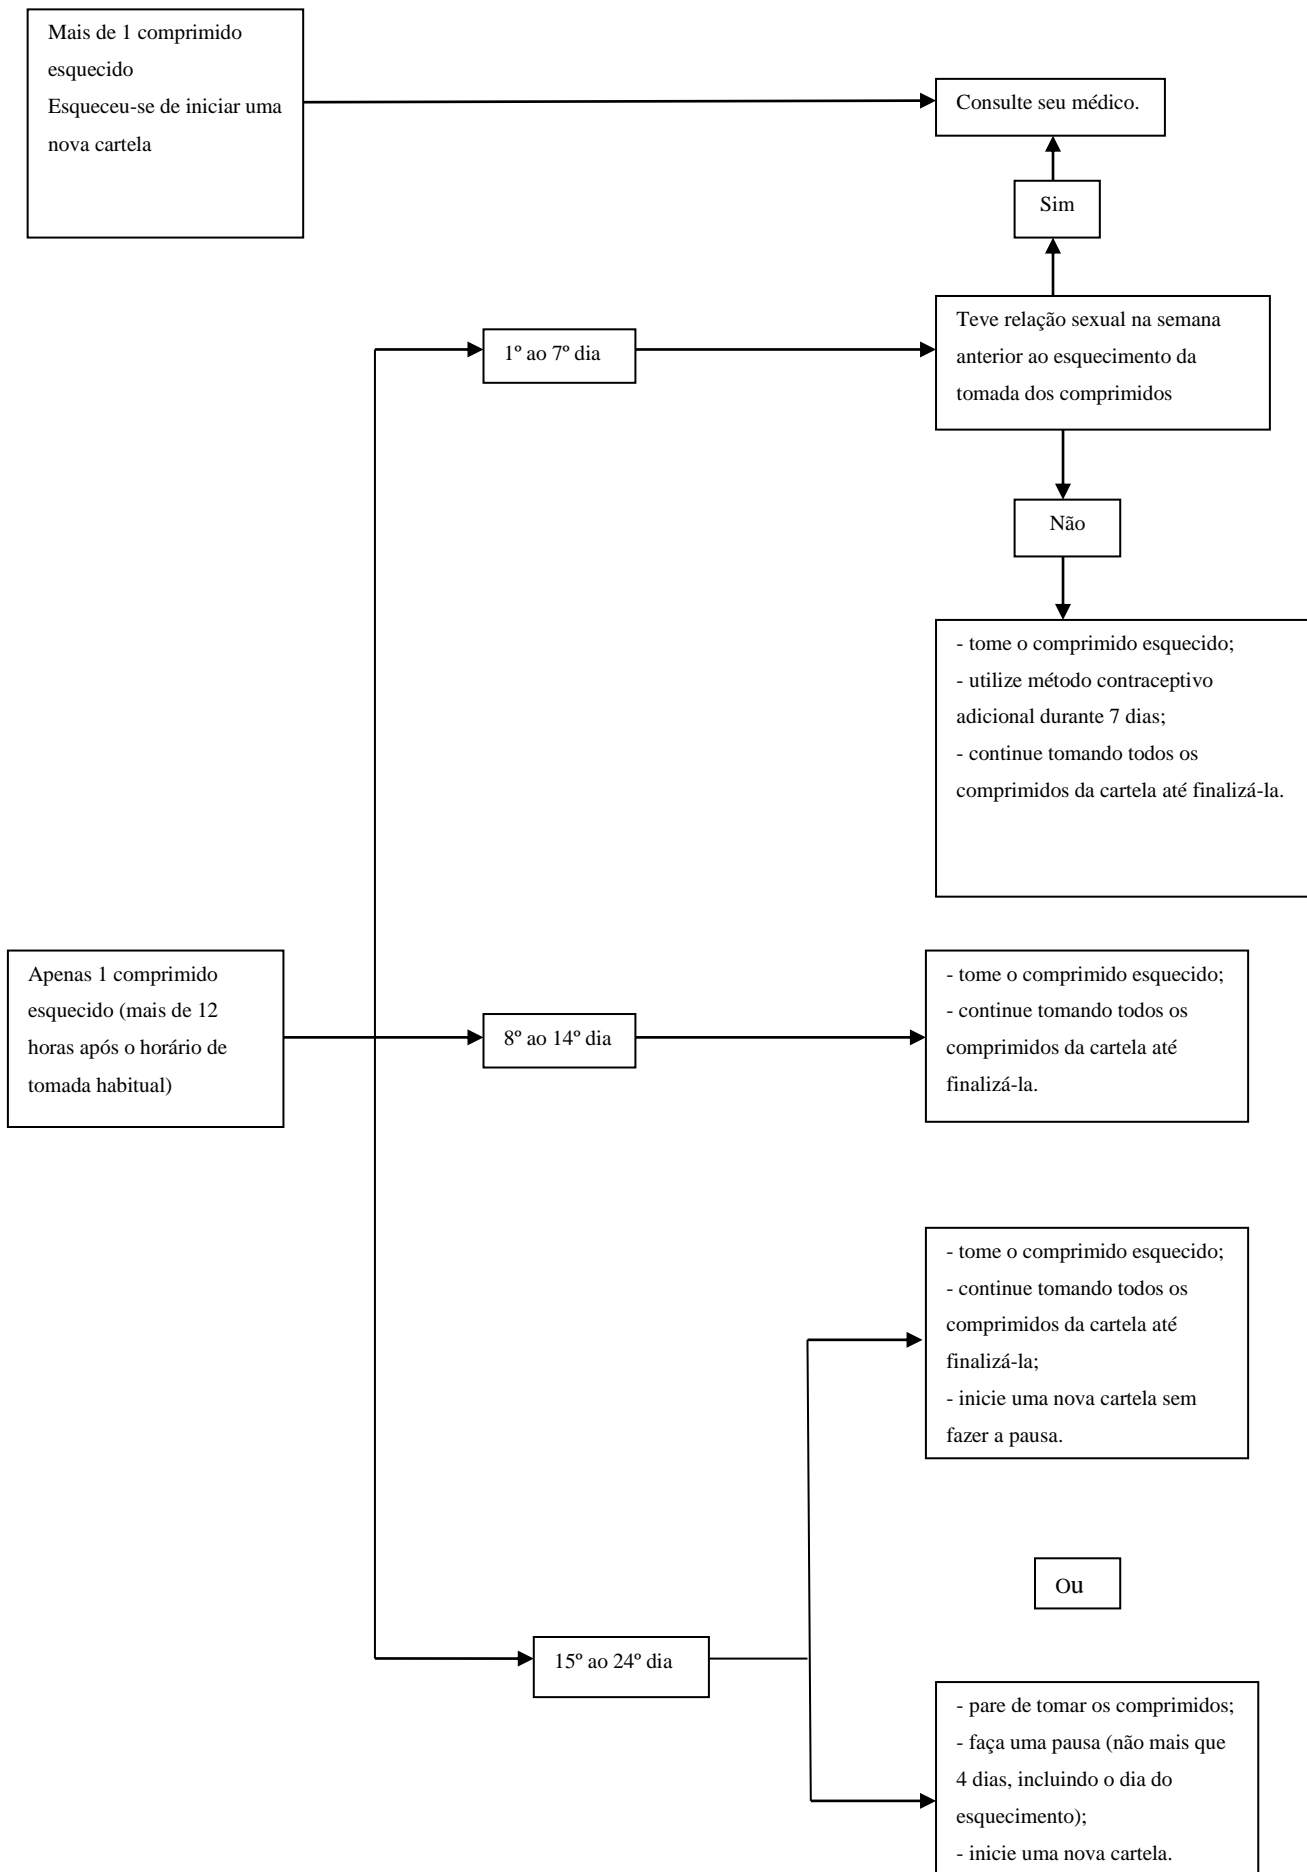 Mais de 1 comprimido
esquecido
Esqueceu-se de iniciar uma
nova cartela
Consulte seu médico.
Sim
Teve relação sexual na semana
anterior ao esquecimento da
tomada dos comprimidos
1º ao 7º dia
Não
- tome o comprimido esquecido;
- utilize método contraceptivo
adicional durante 7 dias;
- continue tomando todos os
comprimidos da cartela até finalizá-la.
Apenas 1 comprimido
esquecido (mais de 12
horas após o horário de
tomada habitual)
8º ao 14º dia
- tome o comprimido esquecido;
- continue tomando todos os
comprimidos da cartela até
finalizá-la.
- tome o comprimido esquecido;
- continue tomando todos os
comprimidos da cartela até
finalizá-la;
- inicie uma nova cartela sem
fazer a pausa.
Ou
15º ao 24º dia
- pare de tomar os comprimidos;
- faça uma pausa (não mais que
4 dias, incluindo o dia do
esquecimento);
- inicie uma nova cartela.